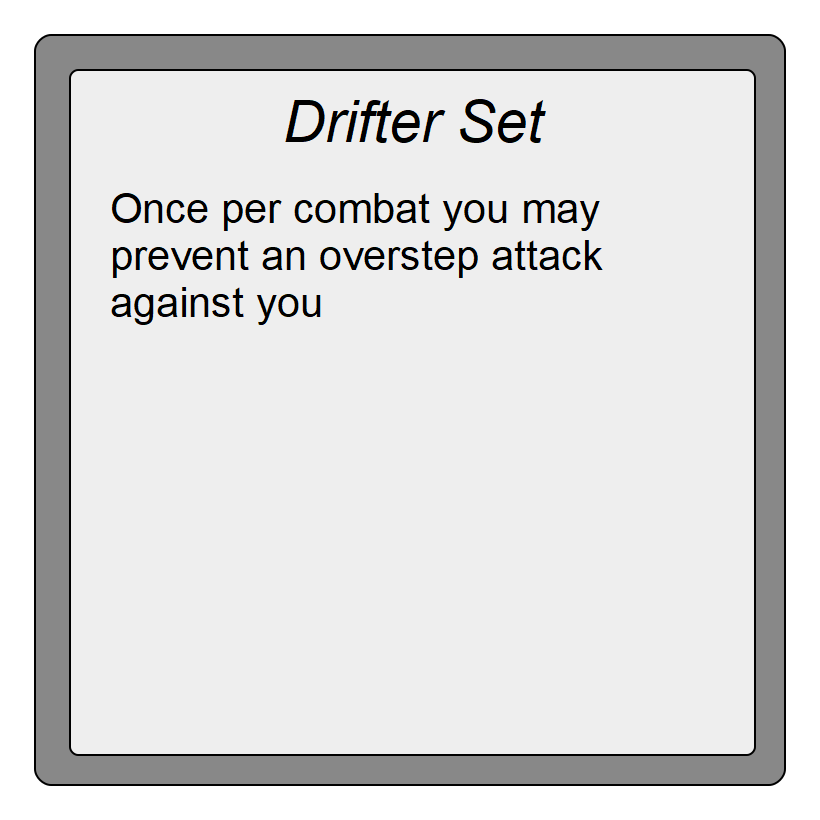 Drifter Set
Once per combat you may
prevent an overstep attack
against you